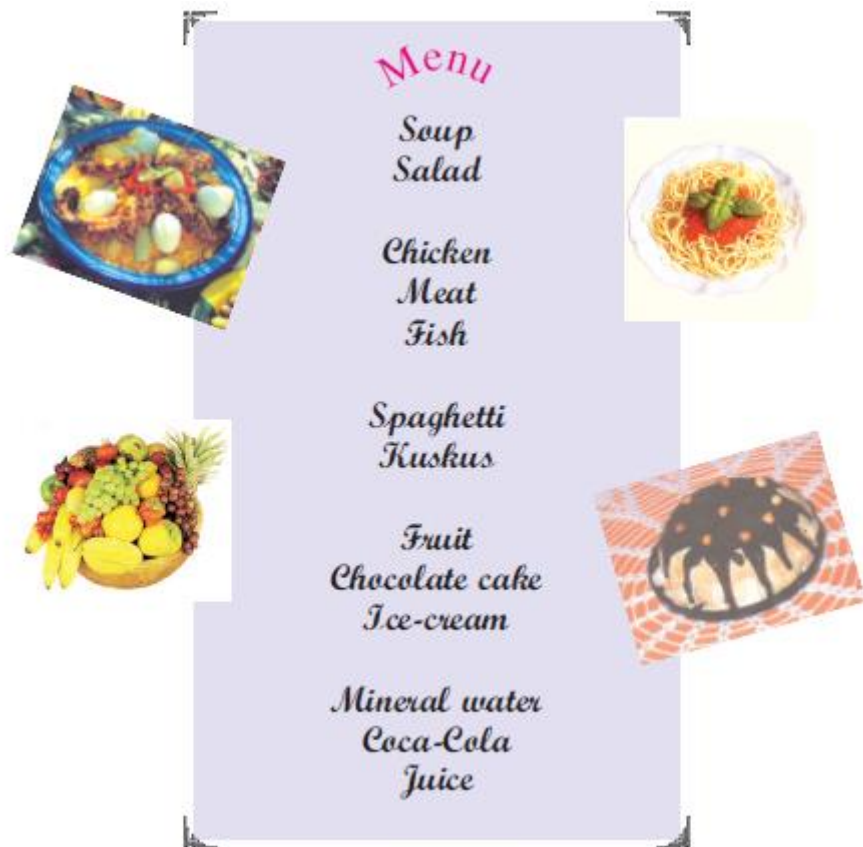 Menu
Soup
Salad
Chicken
Meat
Fish
Spaghetti
Kuskus
Fruit
Chocolate cake
Ice-cream
Mineral water
Coca-Cola
Juice